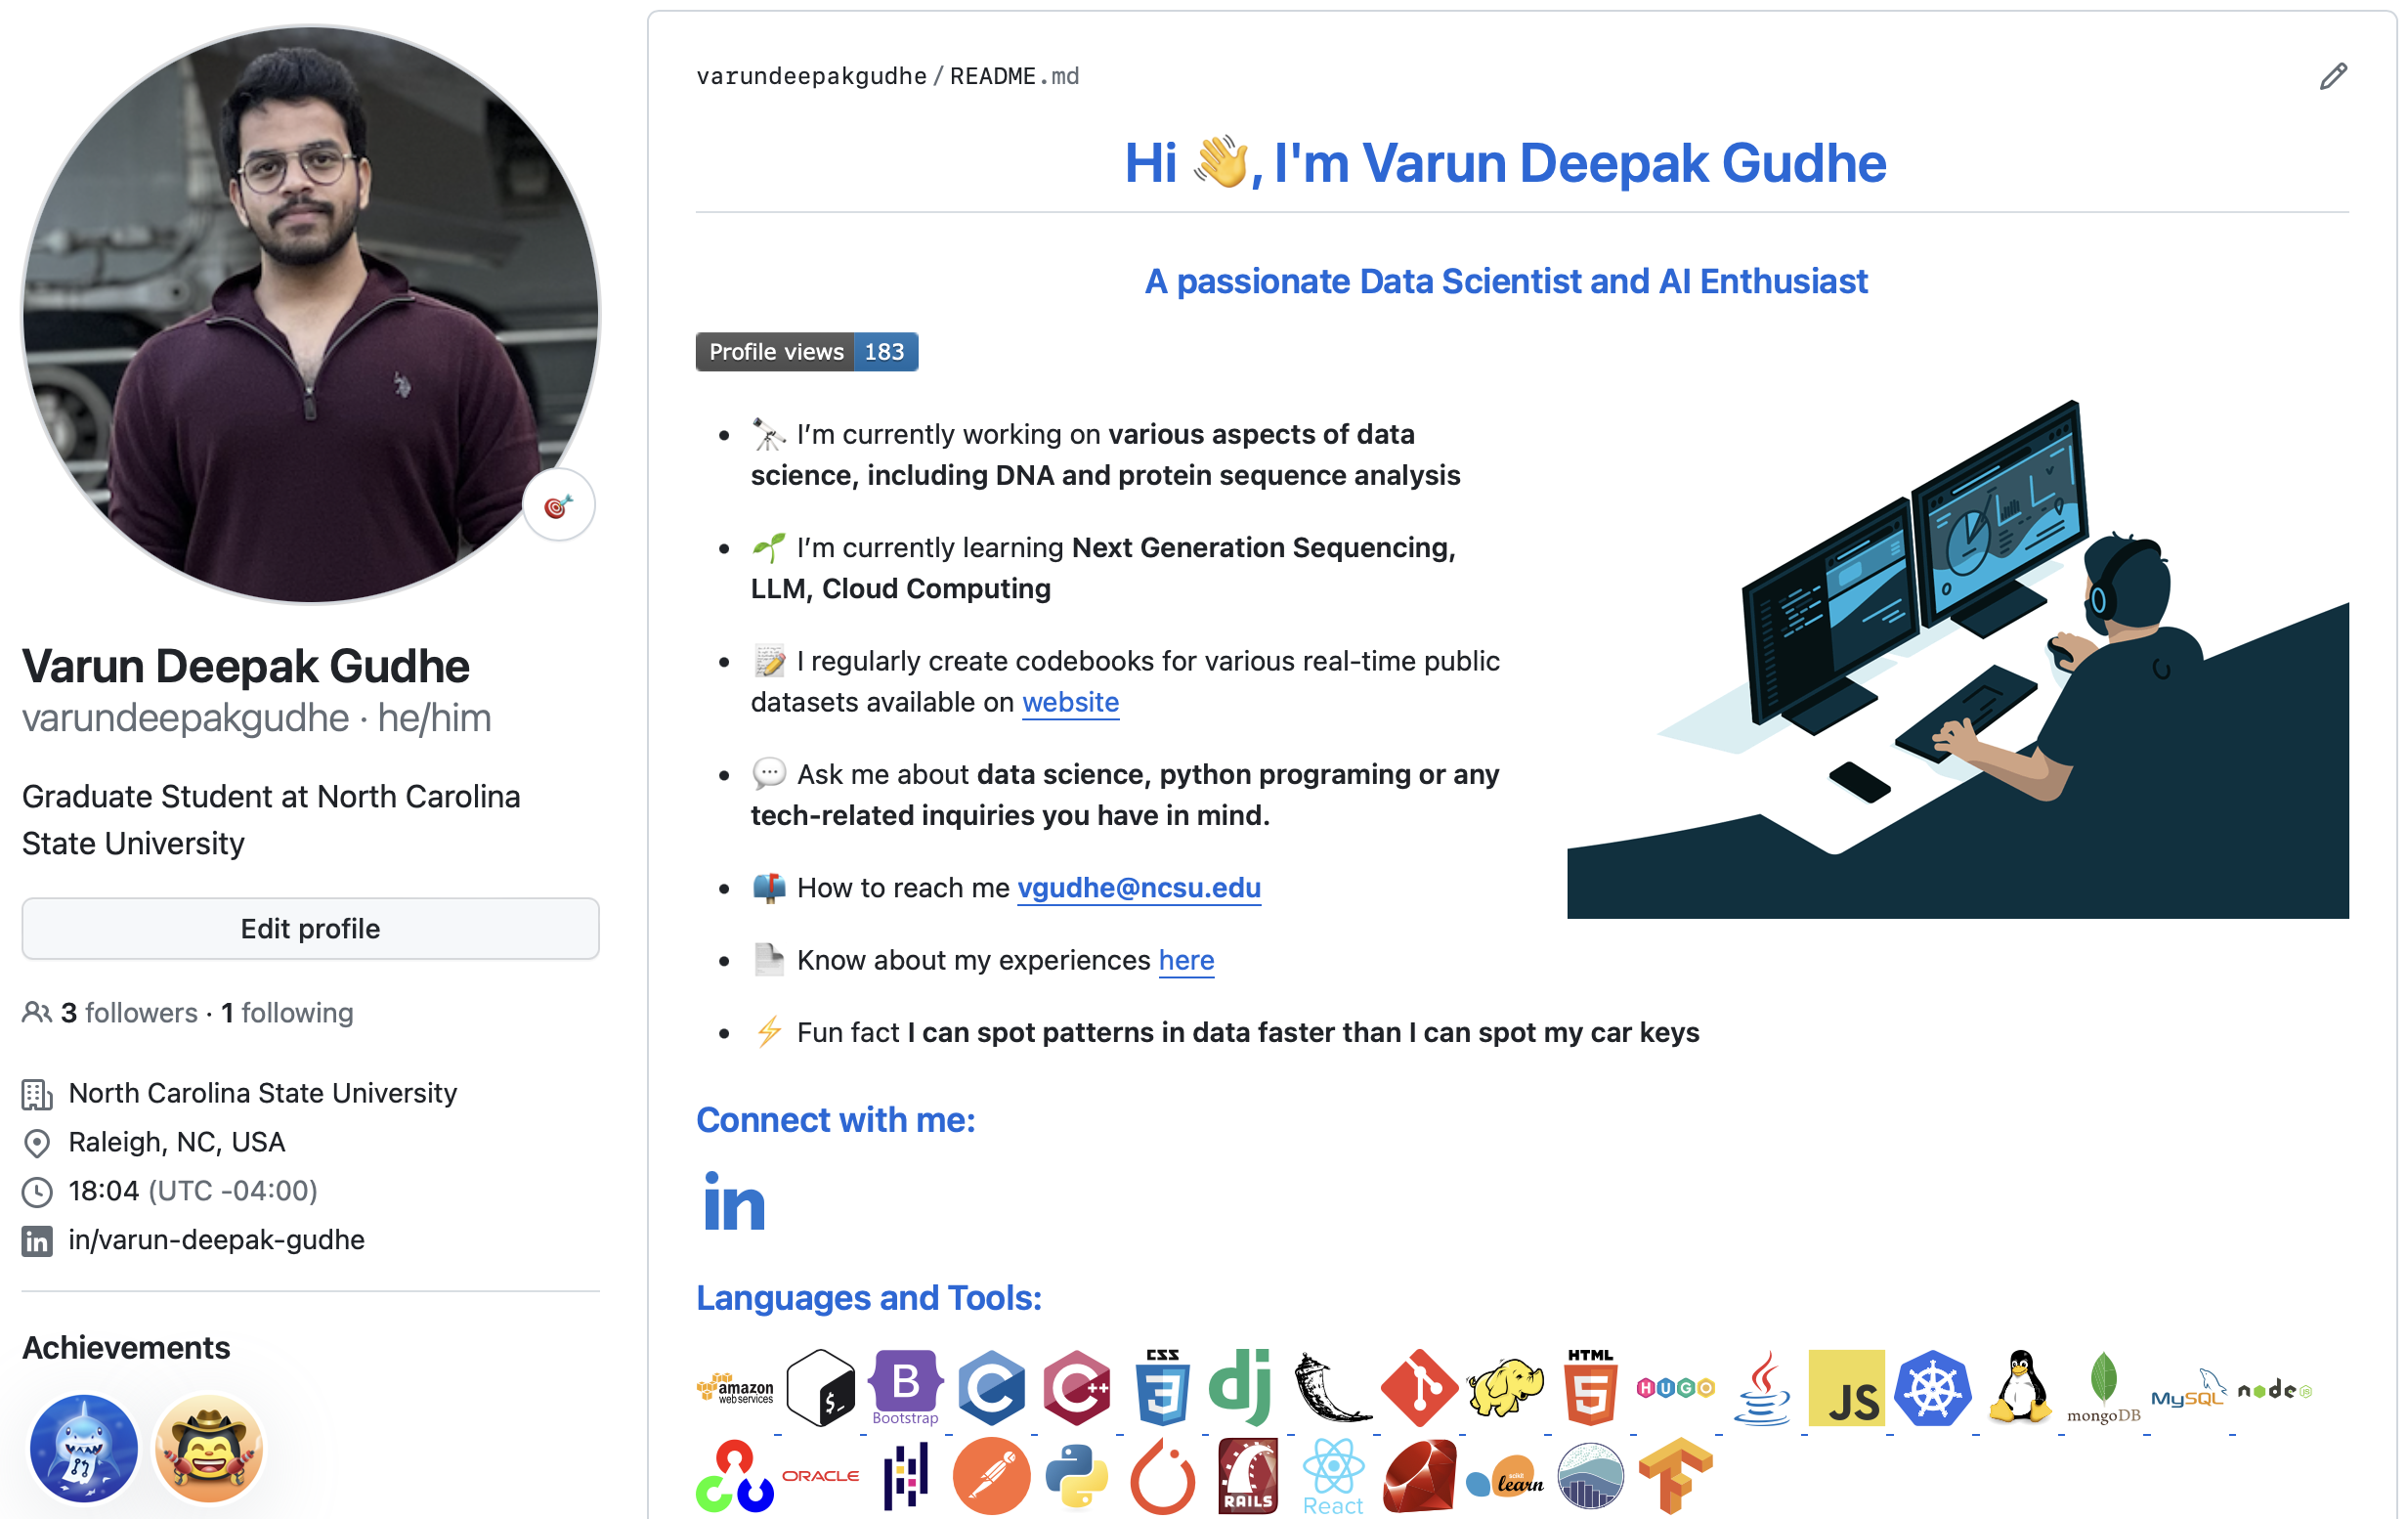 Varun Deepak Gudhe
varundeepakgudhe · he/him
Graduate Student at North Carolina
State University
Edit profile
3 followers · 1 following
North Carolina State University
Raleigh, NC, USA
18:04 (UTC -04:00)
in/varun-deepak-gudhe
Achievements
varundeepakgudhe / README.md
Hi 👋, I'm Varun Deepak Gudhe
A passionate Data Scientist and AI Enthusiast
Profile views 183
• 🔭 I’m currently working on various aspects of data
science, including DNA and protein sequence analysis
• 🌱 I’m currently learning Next Generation Sequencing,
LLM, Cloud Computing
• 📝 I regularly create codebooks for various real-time public
datasets available on website
• 💬 Ask me about data science, python programing or any
tech-related inquiries you have in mind.
• 📫 How to reach me vgudhe@ncsu.edu
• 📄 Know about my experiences here
• ⚡ Fun fact I can spot patterns in data faster than I can spot my car keys
Connect with me:
in
Languages and Tools:
amazon web services $_ B Bootstrap C C++ CSS 3 dj HTML 5 HUGO JS mongoDB MySQL node JS
ORACLE RAILS React scikit learn